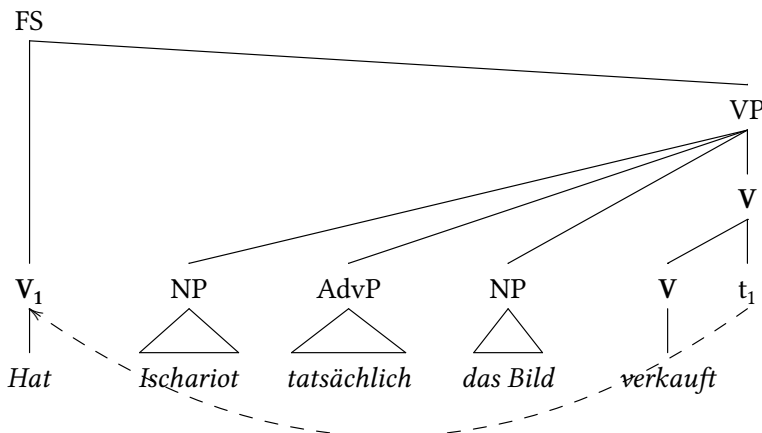 FS
VP
V
V₁ NP AdvP NP V t₁
Hat Ischariot tatsächlich das Bild verkauft